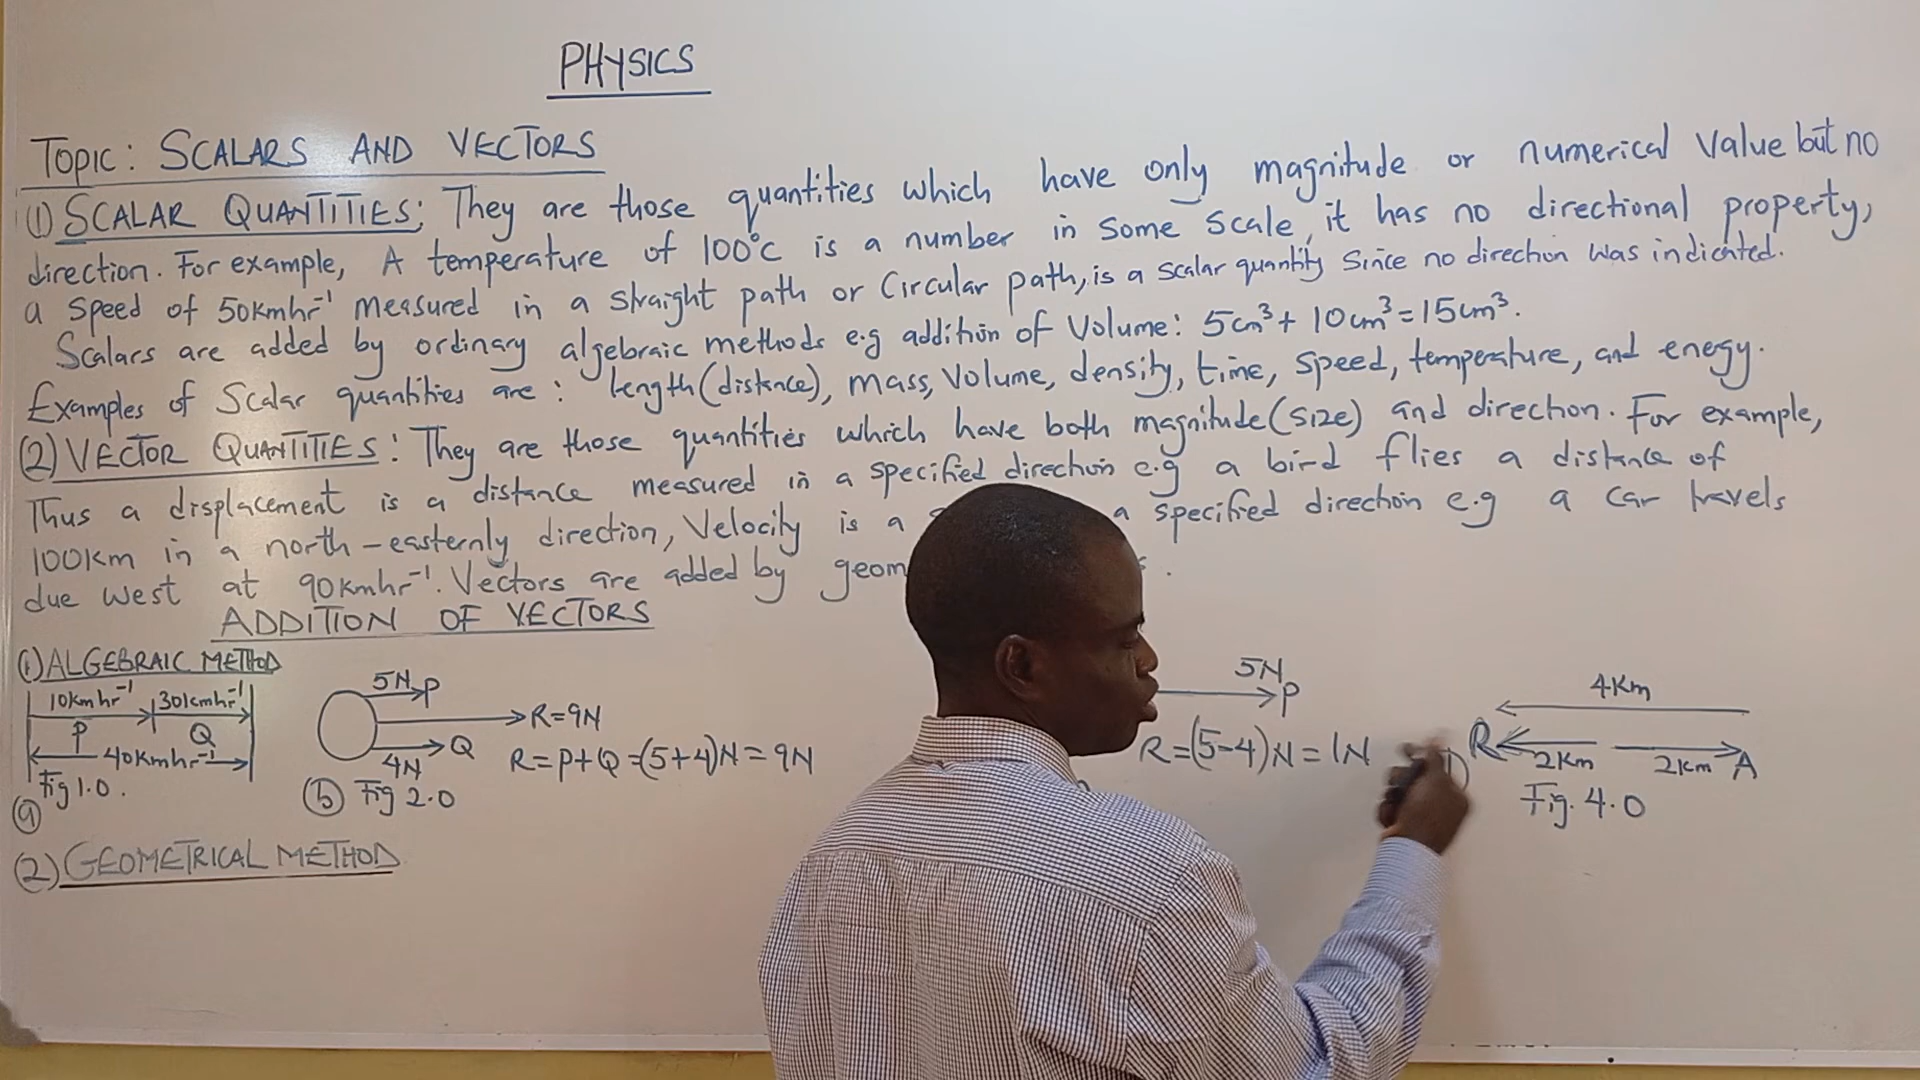 PHYSICS
TOPIC: SCALARS AND VECTORS
(1) SCALAR QUANTITIES: They are those quantities which have only magnitude or numerical value but no
direction. For example, A temperature of 100°c is a number in some scale, it has no directional property,
a speed of 50kmhr⁻¹ measured in a straight path or circular path, is a scalar quantity since no direction was indicated.
Scalars are added by ordinary algebraic methods e.g addition of volume: 5cm³ + 10cm³ = 15cm³.
Examples of Scalar quantities are: length (distance), mass, volume, density, time, speed, temperature, and enegy.
(2) VECTOR QUANTITIES: They are those quantities which have both magnitude (size) and direction. For example,
Thus a displacement is a distance measured in a specified direction e.g a bird flies a distance of
100km in a north-easternly direction, Velocity is a a specified direction e.g a car travels
due west at 90kmhr⁻¹. Vectors are added by geom
ADDITION OF VECTORS
(1) ALGEBRAIC METHOD
10kmhr⁻¹ 30kmhr⁻¹
P Q
40kmhr⁻¹
Fig 1.0.
(a)
5N P
R=9N
4N Q
R=P+Q=(5+4)N=9N
(b) Fig 2.0
5N P
R=(5-4)N=1N
4km
R 2km 2km A
Fig. 4.0
(2) GEOMETRICAL METHOD